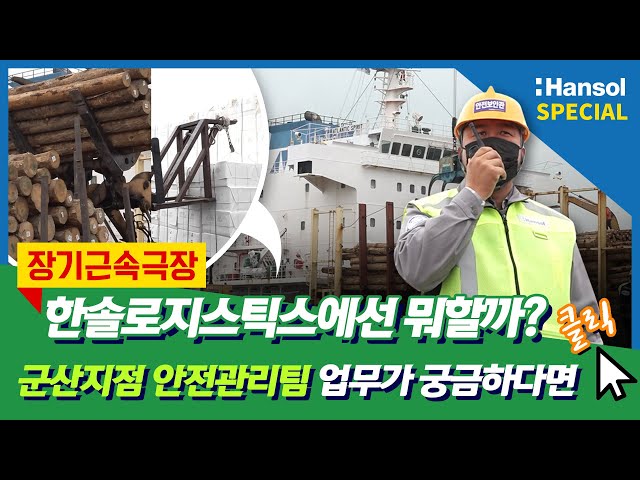 Hansol
SPECIAL
안전보안관
Hansol
장기근속극장
한솔로지스틱스에선 뭐할까?
클릭
군산지점 안전관리팀 업무가 궁금하다면